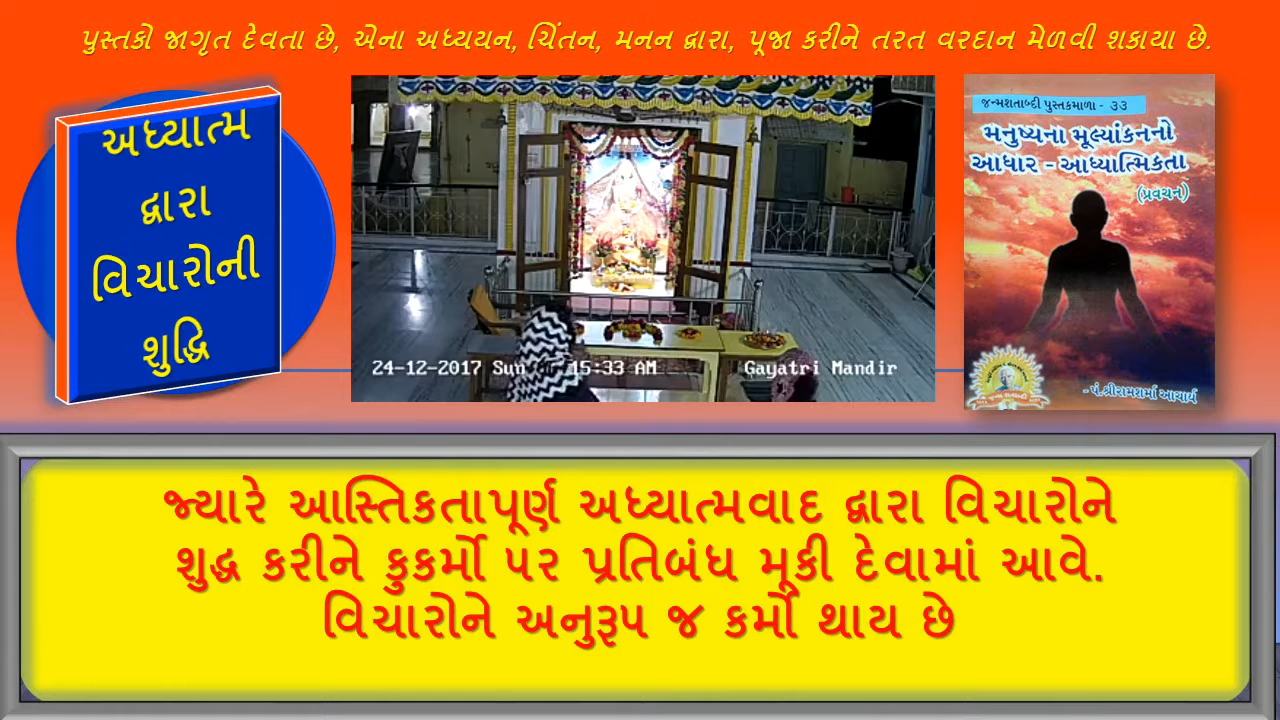 પુસ્તકો જાગૃત દેવતા છે, એના અધ્યયન, ચિંતન, મનન દ્વારા, પૂજા કરીને તરત વરદાન મેળવી શકાયા છે.
અધ્યાત્મ
દ્વારા
વિચારોની
શુદ્ધિ
24-12-2017 Sun 15:33 AM
Gayatri Mandir
જન્મશતાબ્દી પુસ્તકમાળા - ૩૩
મનુષ્યના મૂલ્યાંકનનો
આધાર - આધ્યાત્મિકતા
(પ્રવચન)
- પં.શ્રીરામશર્મા આચાર્ય
જ્યારે આસ્તિકતાપૂર્ણ અધ્યાત્મવાદ દ્વારા વિચારોને
શુદ્ધ કરીને કુકર્મો પર પ્રતિબંધ મૂકી દેવામાં આવે.
વિચારોને અનુરૂપ જ કર્મો થાય છે